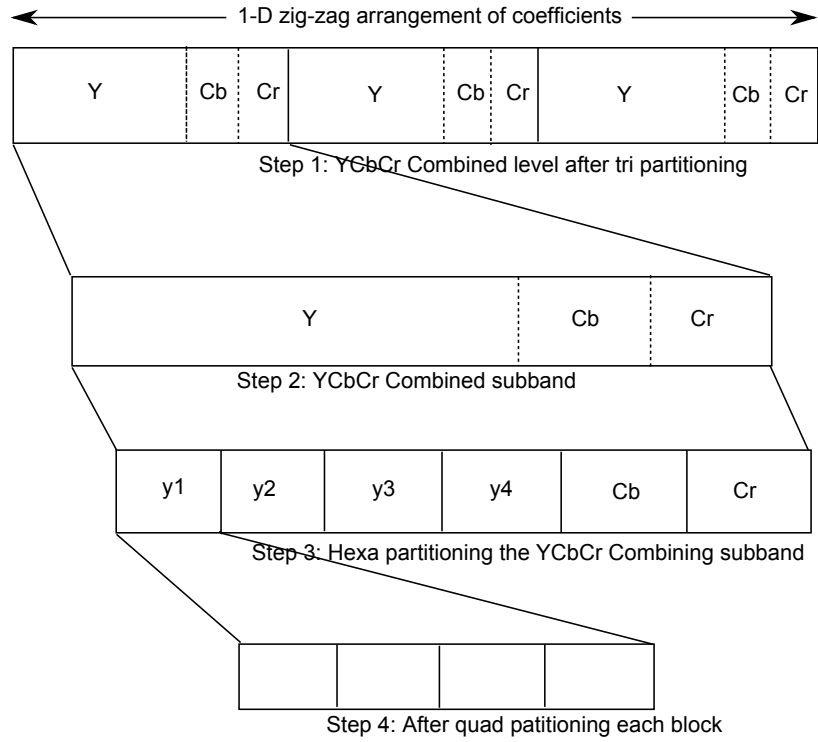 1-D zig-zag arrangement of coefficients
Y Cb Cr Y Cb Cr Y Cb Cr
Step 1: YCbCr Combined level after tri partitioning
Y Cb Cr
Step 2: YCbCr Combined subband
y1 y2 y3 y4 Cb Cr
Step 3: Hexa partitioning the YCbCr Combining subband
Step 4: After quad patitioning each block